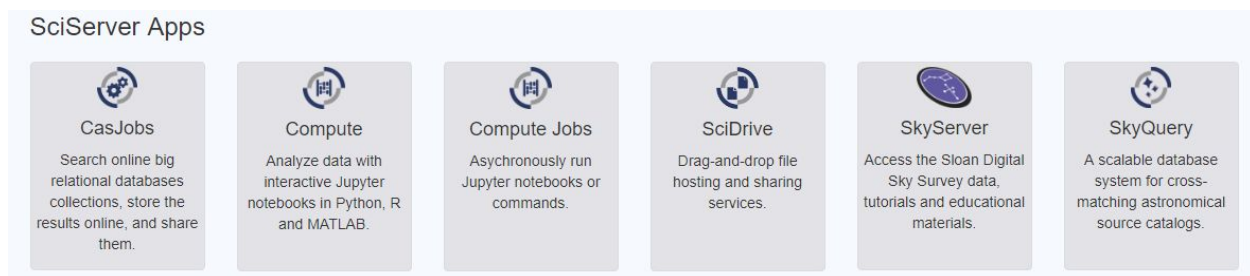 SciServer Apps
CasJobs
Search online big
relational databases
collections, store the
results online, and share
them.
Compute
Analyze data with
interactive Jupyter
notebooks in Python, R
and MATLAB.
Compute Jobs
Asychronously run
Jupyter notebooks or
commands.
SciDrive
Drag-and-drop file
hosting and sharing
services.
SkyServer
Access the Sloan Digital
Sky Survey data,
tutorials and educational
materials.
SkyQuery
A scalable database
system for cross-
matching astronomical
source catalogs.